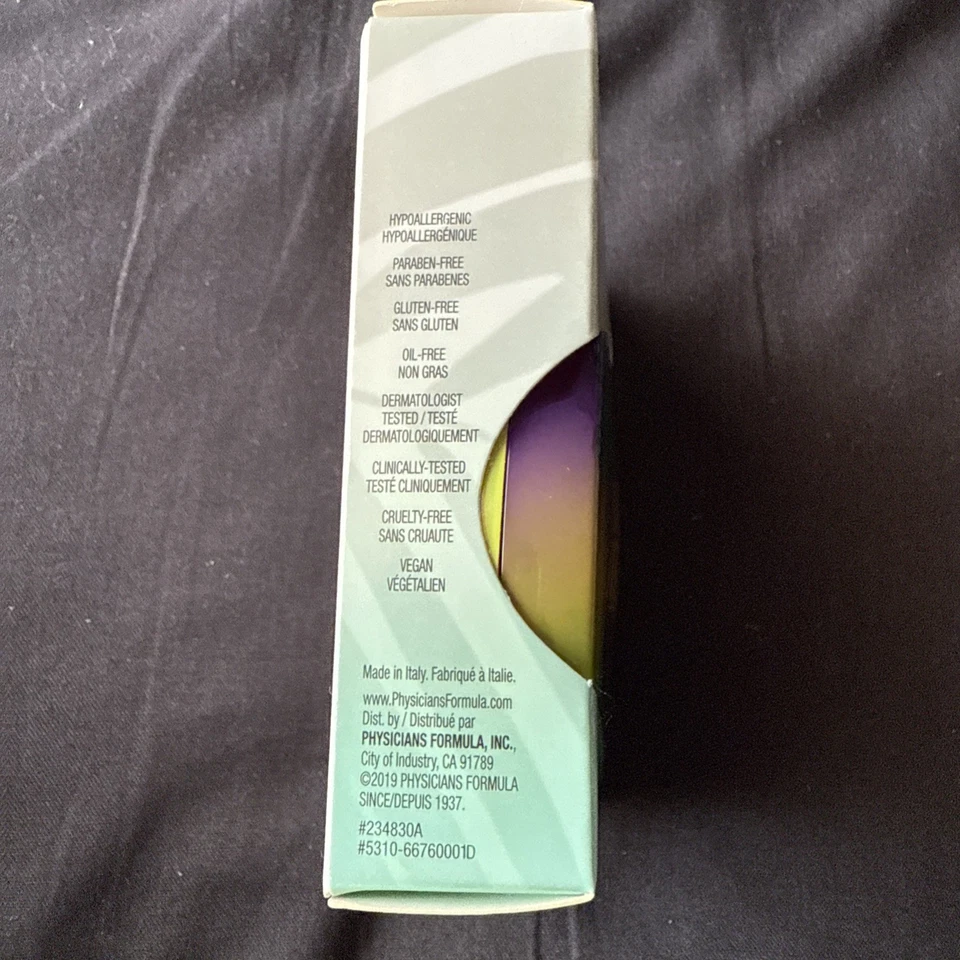 HYPOALLERGENIC
HYPOALLERGÉNIQUE
PARABEN-FREE
SANS PARABENES
GLUTEN-FREE
SANS GLUTEN
OIL-FREE
NON GRAS
DERMATOLOGIST
TESTED / TESTÉ
DERMATOLOGIQUEMENT
CLINICALLY-TESTED
TESTÉ CLINIQUEMENT
CRUELTY-FREE
SANS CRUAUTE
VEGAN
VÉGÉTALIEN
Made in Italy. Fabriqué à Italie.
www.PhysiciansFormula.com
Dist. by / Distribué par
PHYSICIANS FORMULA, INC.,
City of Industry, CA 91789
©2019 PHYSICIANS FORMULA
SINCE/DEPUIS 1937.
#234830A
#5310-66760001D